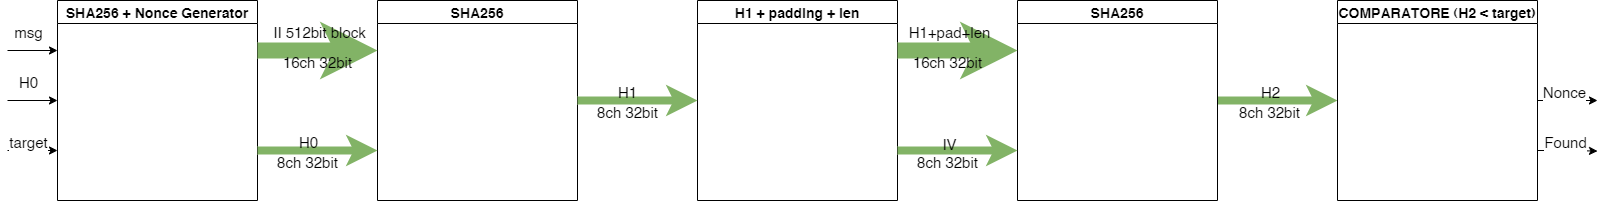 SHA256 + Nonce Generator
msg
H0
target
II 512bit block
16ch 32bit
H0
8ch 32bit
SHA256
H1
8ch 32bit
H1 + padding + len
H1+pad+len
16ch 32bit
IV
8ch 32bit
SHA256
H2
8ch 32bit
COMPARATORE (H2 < target)
Nonce
Found